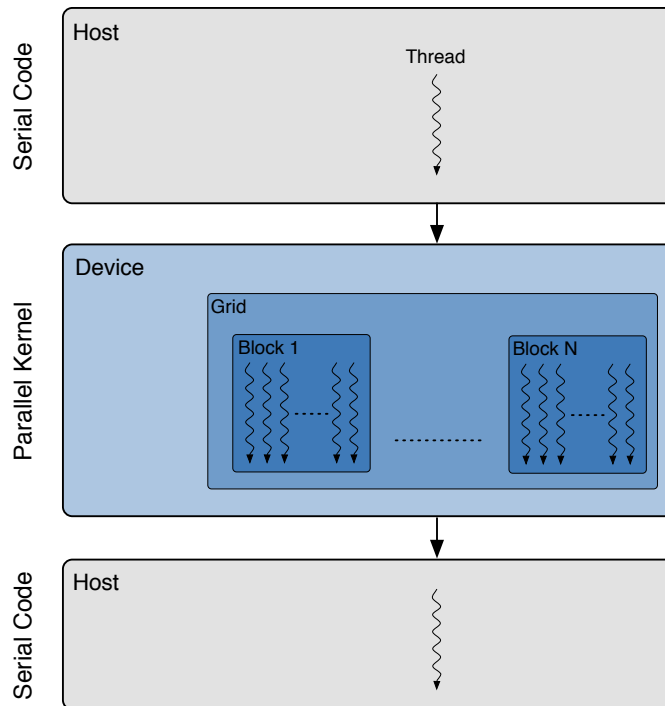 Serial Code
Host
Thread
Parallel Kernel
Device
Grid
Block 1
Block N
Serial Code
Host